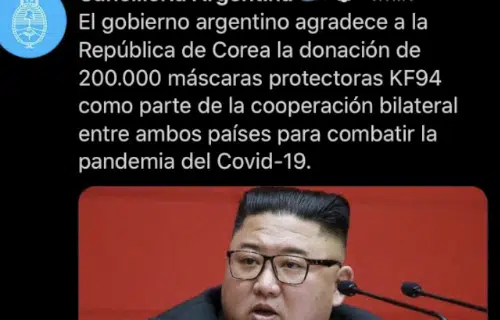 Cancillería Argentina
El gobierno argentino agradece a la
República de Corea la donación de
200.000 máscaras protectoras KF94
como parte de la cooperación bilateral
entre ambos países para combatir la
pandemia del Covid-19.